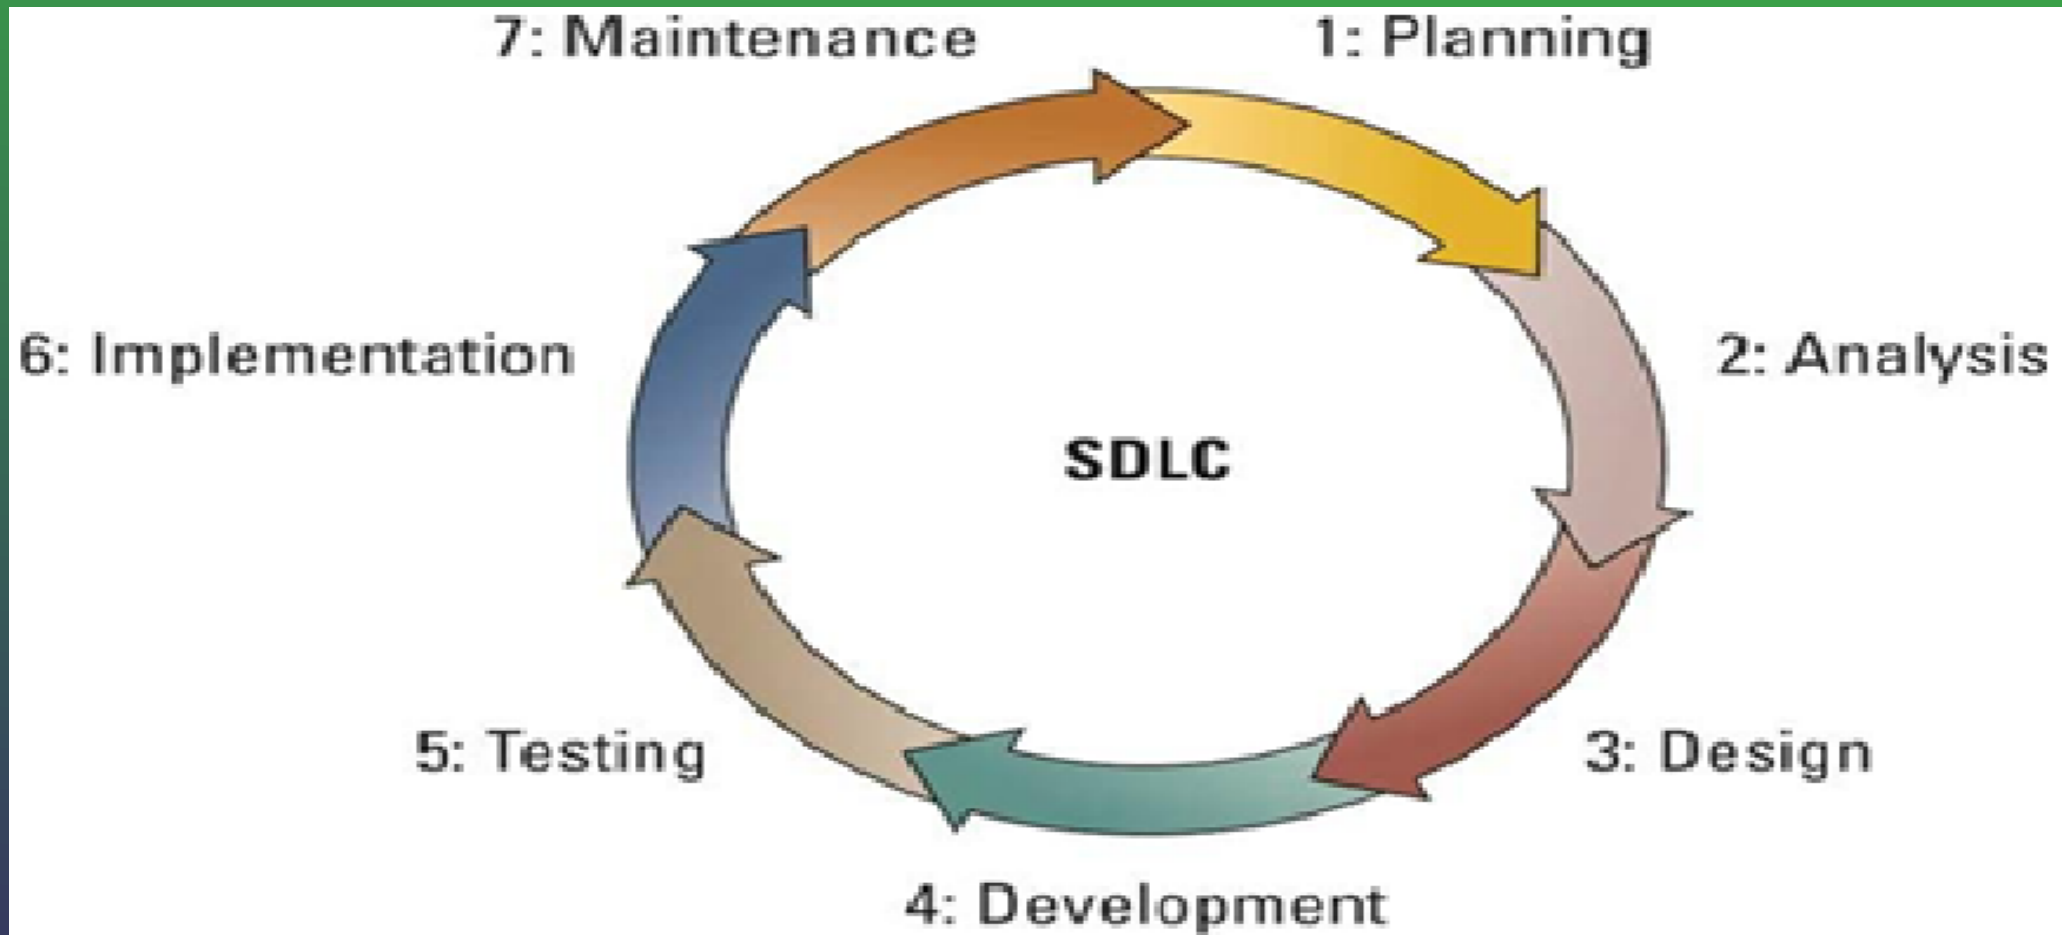 7: Maintenance
1: Planning
6: Implementation
2: Analysis
SDLC
5: Testing
3: Design
4: Development